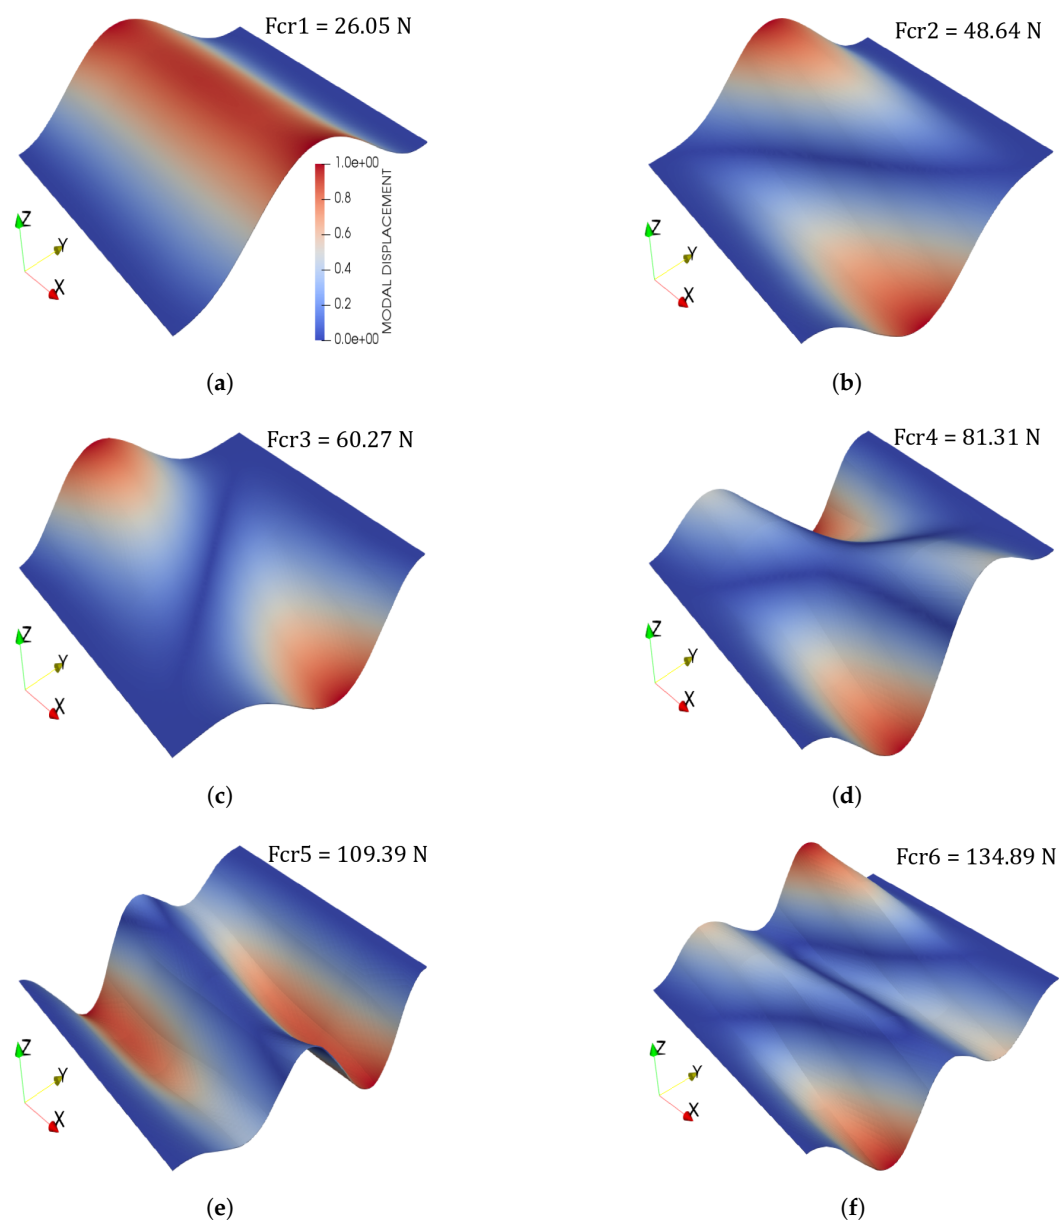 Fcr1 = 26.05 N
1.0e+00
0.8
0.6
0.4
0.2
0.0e+00
MODAL DISPLACEMENT
Z
Y
X
(a)
Fcr2 = 48.64 N
Z
Y
X
(b)
Fcr3 = 60.27 N
Z
Y
X
(c)
Fcr4 = 81.31 N
Z
Y
X
(d)
Fcr5 = 109.39 N
Z
Y
X
(e)
Fcr6 = 134.89 N
Z
Y
X
(f)